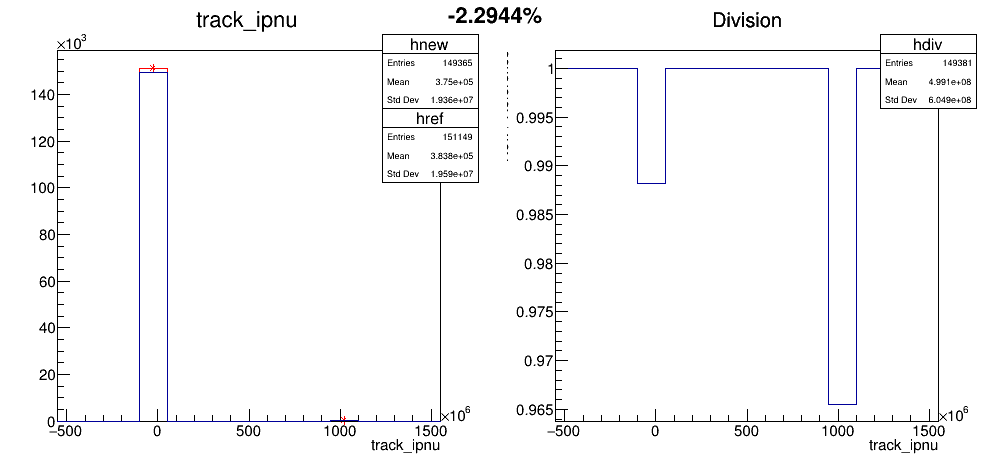 track_ipnu
-2.2944%
Division
×10³
hnew
Entries 149365
Mean 3.75e+05
Std Dev 1.936e+07
href
Entries 151149
Mean 3.838e+05
Std Dev 1.959e+07
140
120
100
80
60
40
20
0
−500 0 500 1000 1500
×10⁶
track_ipnu
hdiv
Entries 149381
Mean 4.991e+08
Std Dev 6.049e+08
1
0.995
0.99
0.985
0.98
0.975
0.97
0.965
−500 0 500 1000 1500
×10⁶
track_ipnu